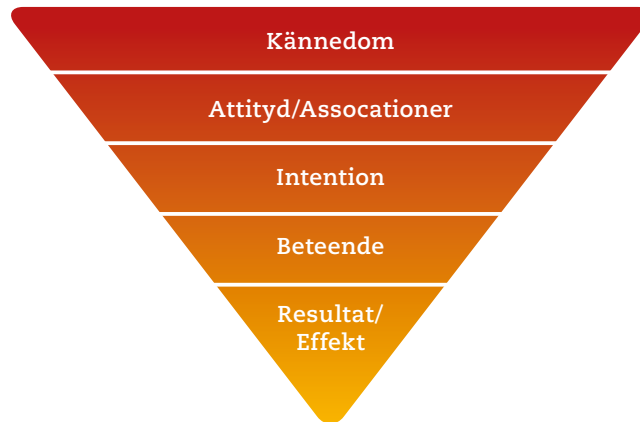 Kännedom
Attityd/Assocationer
Intention
Beteende
Resultat/
Effekt